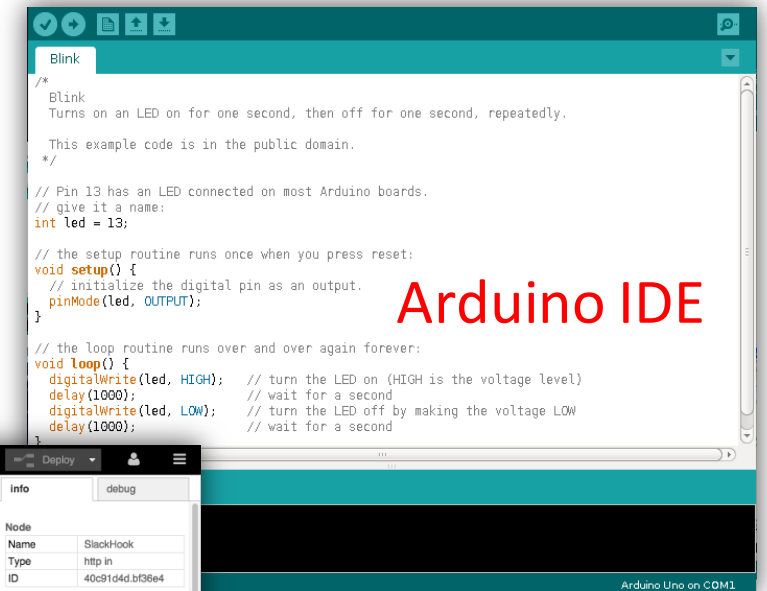 Blink
/*
  Blink
  Turns on an LED on for one second, then off for one second, repeatedly.
  This example code is in the public domain.
 */
// Pin 13 has an LED connected on most Arduino boards.
// give it a name:
int led = 13;
// the setup routine runs once when you press reset:
void setup() {
  // initialize the digital pin as an output.
  pinMode(led, OUTPUT);
}
Arduino IDE
// the loop routine runs over and over again forever:
void loop() {
  digitalWrite(led, HIGH);   // turn the LED on (HIGH is the voltage level)
  delay(1000);               // wait for a second
  digitalWrite(led, LOW);    // turn the LED off by making the voltage LOW
  delay(1000);               // wait for a second
}
Deploy
info debug
Node
Name SlackHook
Type http in
ID 40c91d4d.bf36e4
Arduino Uno on COM1